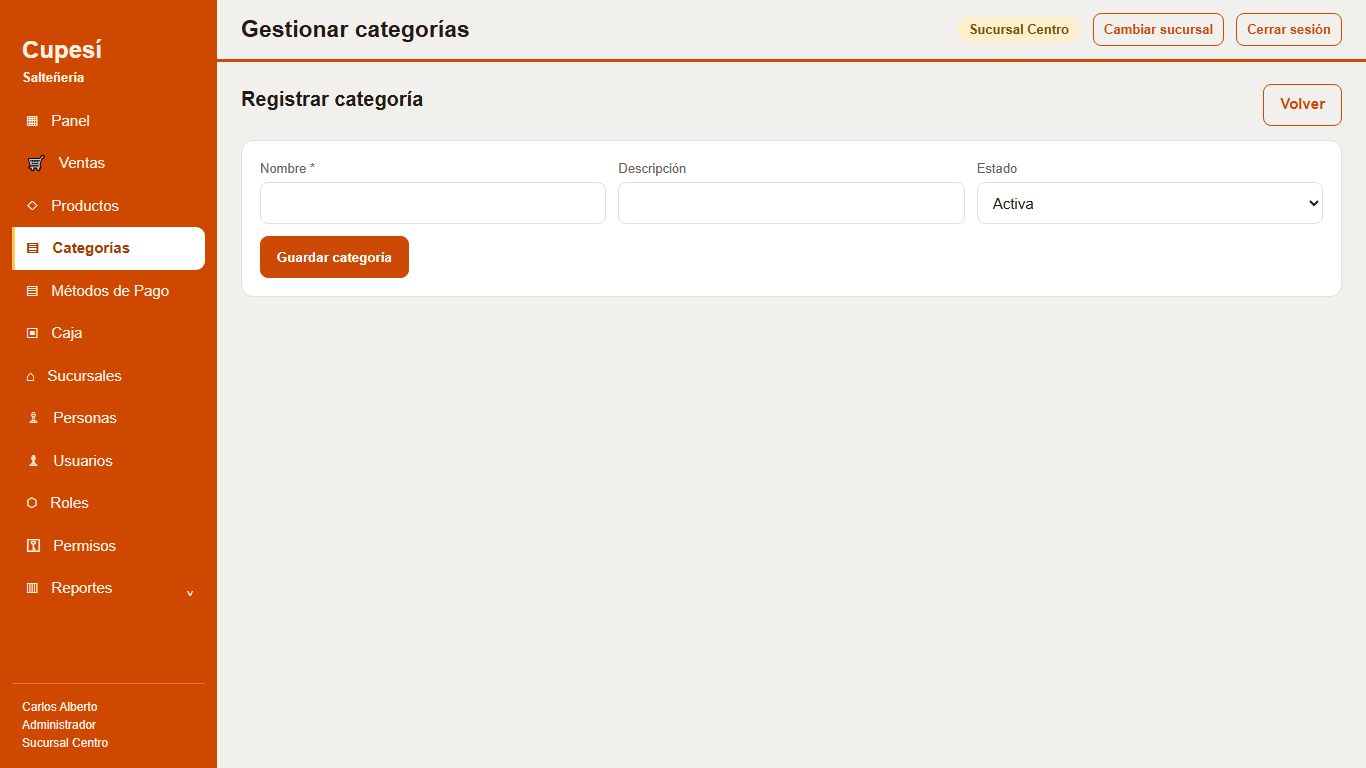 Cupesí
Salteñería
Panel
Ventas
Productos
Categorías
Métodos de Pago
Caja
Sucursales
Personas
Usuarios
Roles
Permisos
Reportes
Carlos Alberto
Administrador
Sucursal Centro
Gestionar categorías
Sucursal Centro
Cambiar sucursal
Cerrar sesión
Registrar categoría
Volver
Nombre *
Descripción
Estado
Activa
Guardar categoría